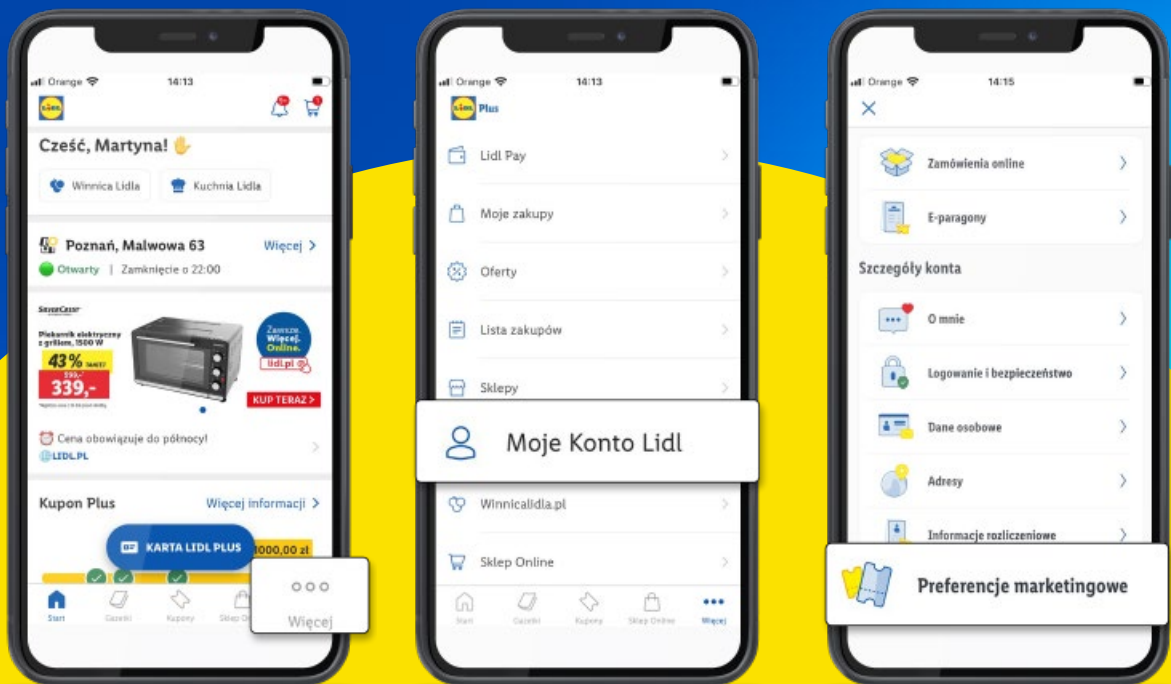 Orange 14:13
LIDL
Cześć, Martyna!
Winnica Lidla Kuchnia Lidla
Poznań, Malwowa 63 Więcej >
Otwarty | Zamknięcie o 22:00
SILVERCREST
Piekarnik elektryczny
z grillem, 1500 W
43%
339,-
Zawsze.
Więcej.
Online.
lidl.pl
KUP TERAZ >
Cena obowiązuje do północy!
LIDL.PL
Kupon Plus Więcej informacji >
KARTA LIDL PLUS 1000,00 zł
Start Gazetki Kupony Sklep
Więcej
Orange 14:13
LIDL Plus
Lidl Pay
Moje zakupy
Oferty
Lista zakupów
Sklepy
Moje Konto Lidl
Winnicalidla.pl
Sklep Online
Start Gazetki Kupony Sklep Online Więcej
Orange 14:15
Zamówienia online
E-paragony
Szczegóły konta
O mnie
Logowanie i bezpieczeństwo
Dane osobowe
Adresy
Informacje rozliczeniowe
Preferencje marketingowe